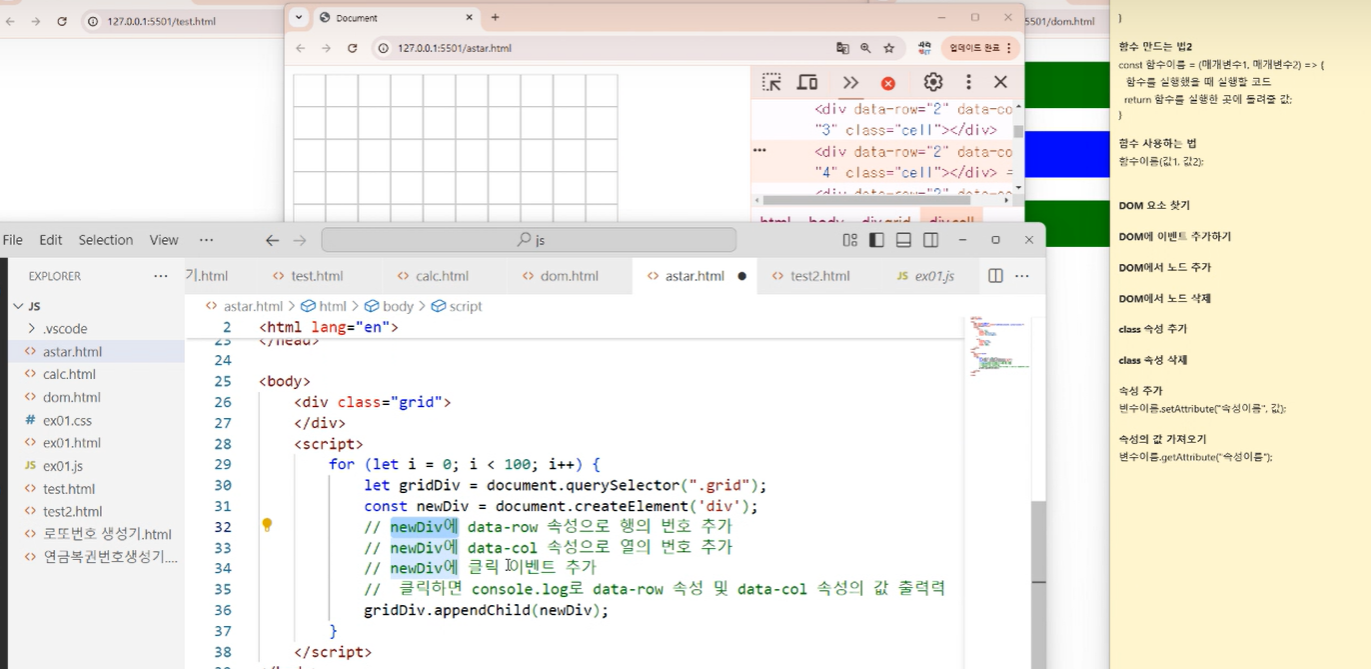 127.0.0.1:5501/test.html
Document
127.0.0.1:5501/astar.html
업데이트 완료
5501/dom.html
<div data-row="2" data-co
"3" class="cell"></div>
<div data-row="2" data-co
"4" class="cell"></div> =
File Edit Selection View ...
js
EXPLORER
기.html
test.html
calc.html
dom.html
astar.html
test2.html
JS ex01.js
astar.html > html > body > script
JS
.vscode
astar.html
calc.html
dom.html
# ex01.css
ex01.html
JS ex01.js
test.html
test2.html
로또번호 생성기.html
연금복권번호생성기....
2 <html lang="en">
23 </head>
24
25 <body>
26 <div class="grid">
27 </div>
28 <script>
29 for (let i = 0; i < 100; i++) {
30 let gridDiv = document.querySelector(".grid");
31 const newDiv = document.createElement('div');
32 // newDiv에 data-row 속성으로 행의 번호 추가
33 // newDiv에 data-col 속성으로 열의 번호 추가
34 // newDiv에 클릭 이벤트 추가
35 // 클릭하면 console.log로 data-row 속성 및 data-col 속성의 값 출력력
36 gridDiv.appendChild(newDiv);
37 }
38 </script>
}
함수 만드는 법2
const 함수이름 = (매개변수1, 매개변수2) => {
함수를 실행했을 때 실행할 코드
return 함수를 실행한 곳에 돌려줄 값;
}
함수 사용하는 법
함수이름(값1, 값2);
DOM 요소 찾기
DOM에 이벤트 추가하기
DOM에서 노드 추가
DOM에서 노드 삭제
class 속성 추가
class 속성 삭제
속성 추가
변수이름.setAttribute("속성이름", 값);
속성의 값 가져오기
변수이름.getAttribute("속성이름");